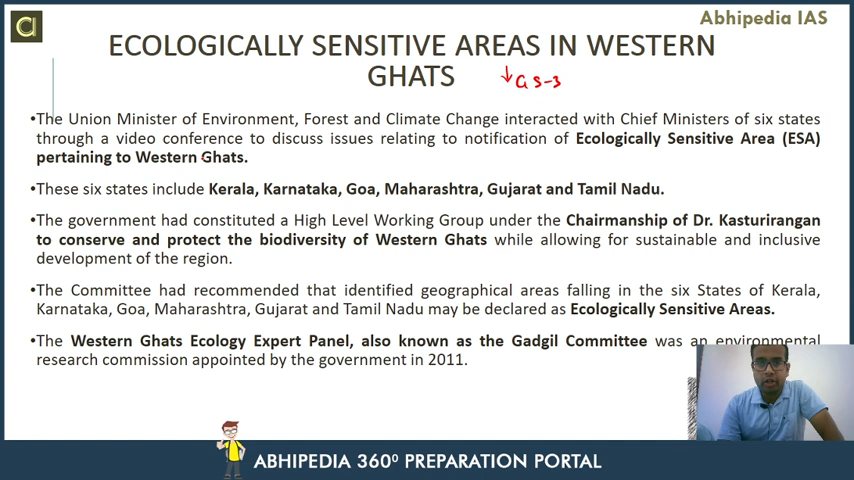 Abhipedia IAS
ECOLOGICALLY SENSITIVE AREAS IN WESTERN
GHATS
↓GS-3
•The Union Minister of Environment, Forest and Climate Change interacted with Chief Ministers of six states
through a video conference to discuss issues relating to notification of Ecologically Sensitive Area (ESA)
pertaining to Western Ghats.
•These six states include Kerala, Karnataka, Goa, Maharashtra, Gujarat and Tamil Nadu.
•The government had constituted a High Level Working Group under the Chairmanship of Dr. Kasturirangan
to conserve and protect the biodiversity of Western Ghats while allowing for sustainable and inclusive
development of the region.
•The Committee had recommended that identified geographical areas falling in the six States of Kerala,
Karnataka, Goa, Maharashtra, Gujarat and Tamil Nadu may be declared as Ecologically Sensitive Areas.
•The Western Ghats Ecology Expert Panel, also known as the Gadgil Committee was an environmental
research commission appointed by the government in 2011.
ABHIPEDIA 360⁰ PREPARATION PORTAL